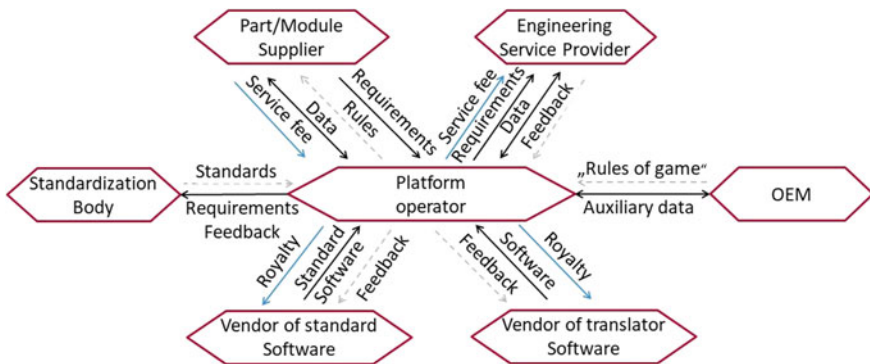 Part/Module
Supplier
Engineering
Service Provider
Service fee
Data
Rules
Requirements
Service fee
Requirements
Data
Feedback
Standardization
Body
Standards
Requirements
Feedback
Platform
operator
„Rules of game“
Auxiliary data
OEM
Royalty
Standard
Software
Feedback
Feedback
Software
Royalty
Vendor of standard
Software
Vendor of translator
Software